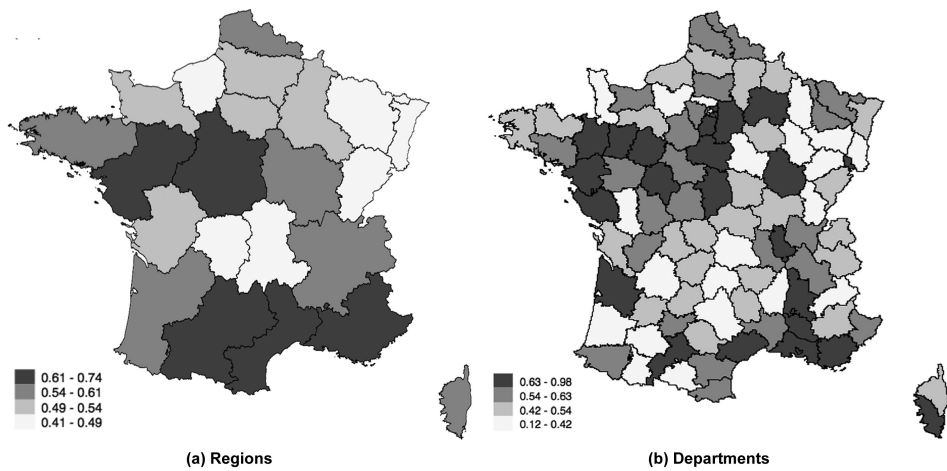 0.61 - 0.74
0.54 - 0.61
0.49 - 0.54
0.41 - 0.49
(a) Regions
0.63 - 0.98
0.54 - 0.63
0.42 - 0.54
0.12 - 0.42
(b) Departments